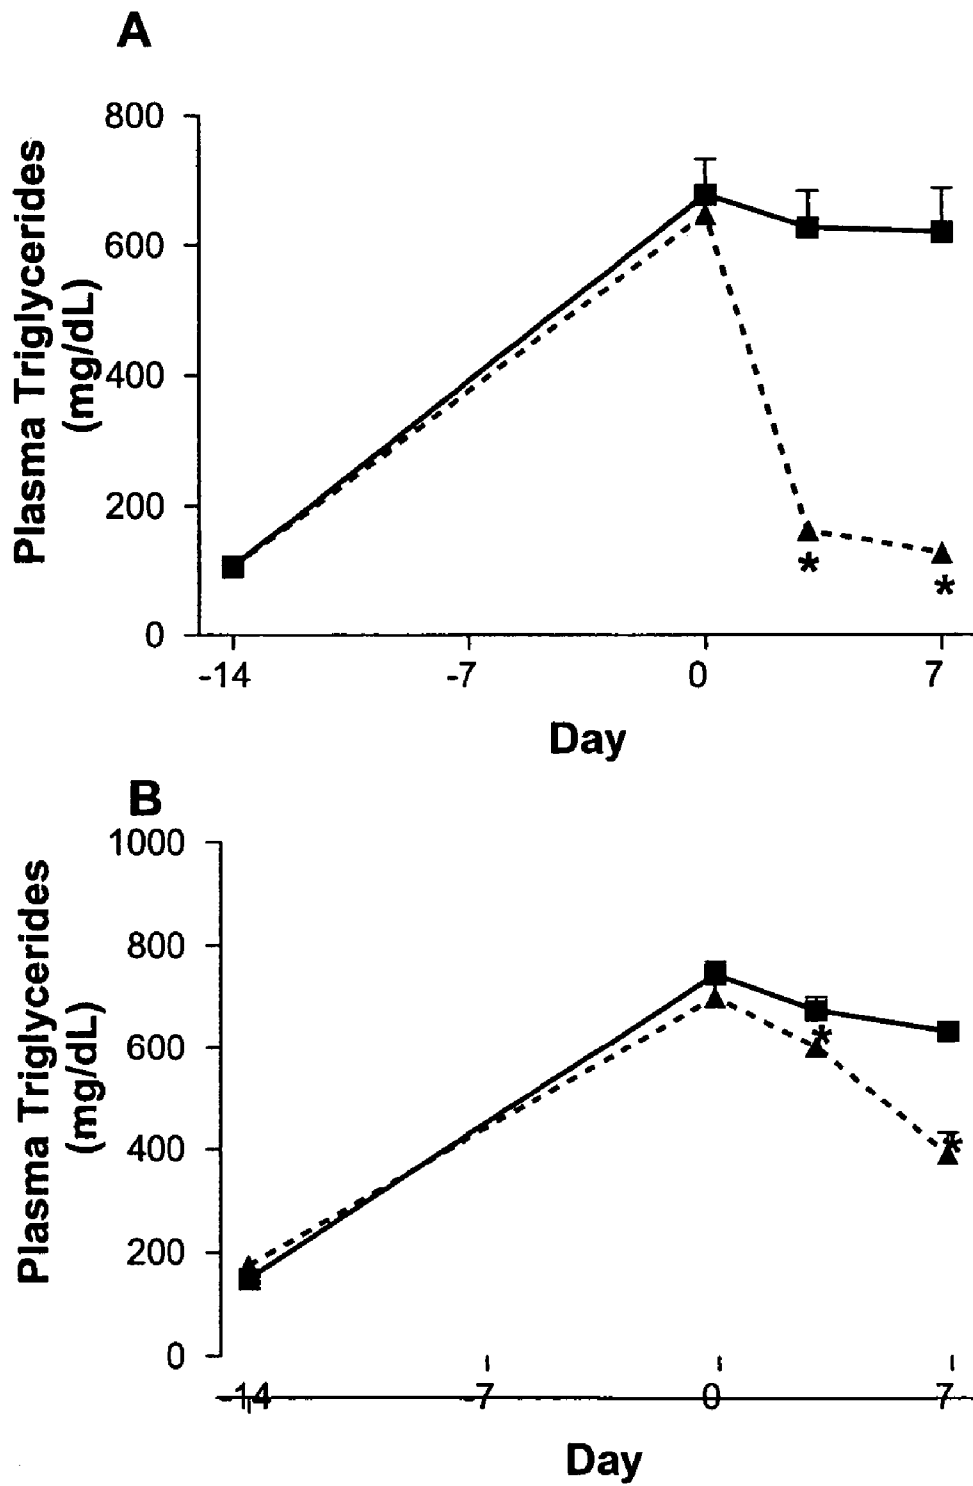 A
800
600
400
200
0
Plasma Triglycerides
(mg/dL)
*
*
-14 -7 0 7
Day
B
1000
800
600
400
200
0
Plasma Triglycerides
(mg/dL)
*
*
-14 -7 0 7
Day